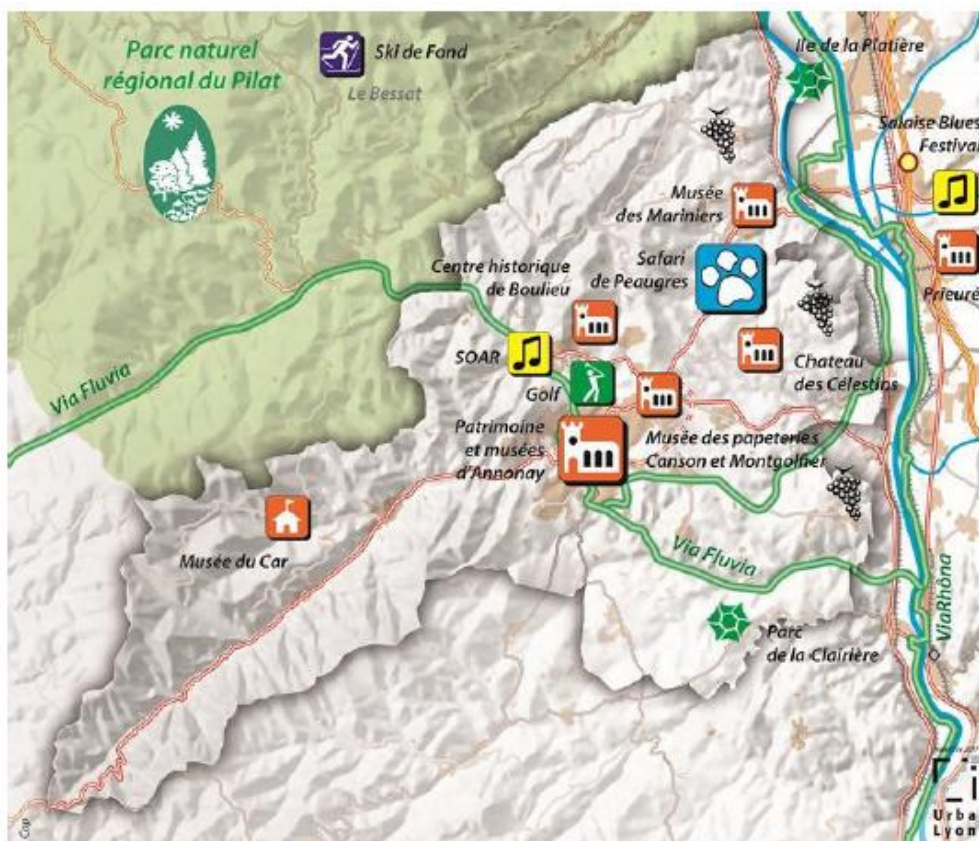 Parc naturel
régional du Pilat
Ski de Fond
Le Bessat
Ile de la Platière
Salaise Blues
Festival
Musée
des Mariniers
Safari
de Peaugres
Prieuré
Centre historique
de Boulieu
SOAR
Golf
Chateau
des Célestins
Via Fluvia
Patrimoine
et musées
d'Annonay
Musée des papeteries
Canson et Montgolfier
Musée du Car
Via Fluvia
ViaRhôna
Parc
de la Clairière
Urba
Lyon
Cap